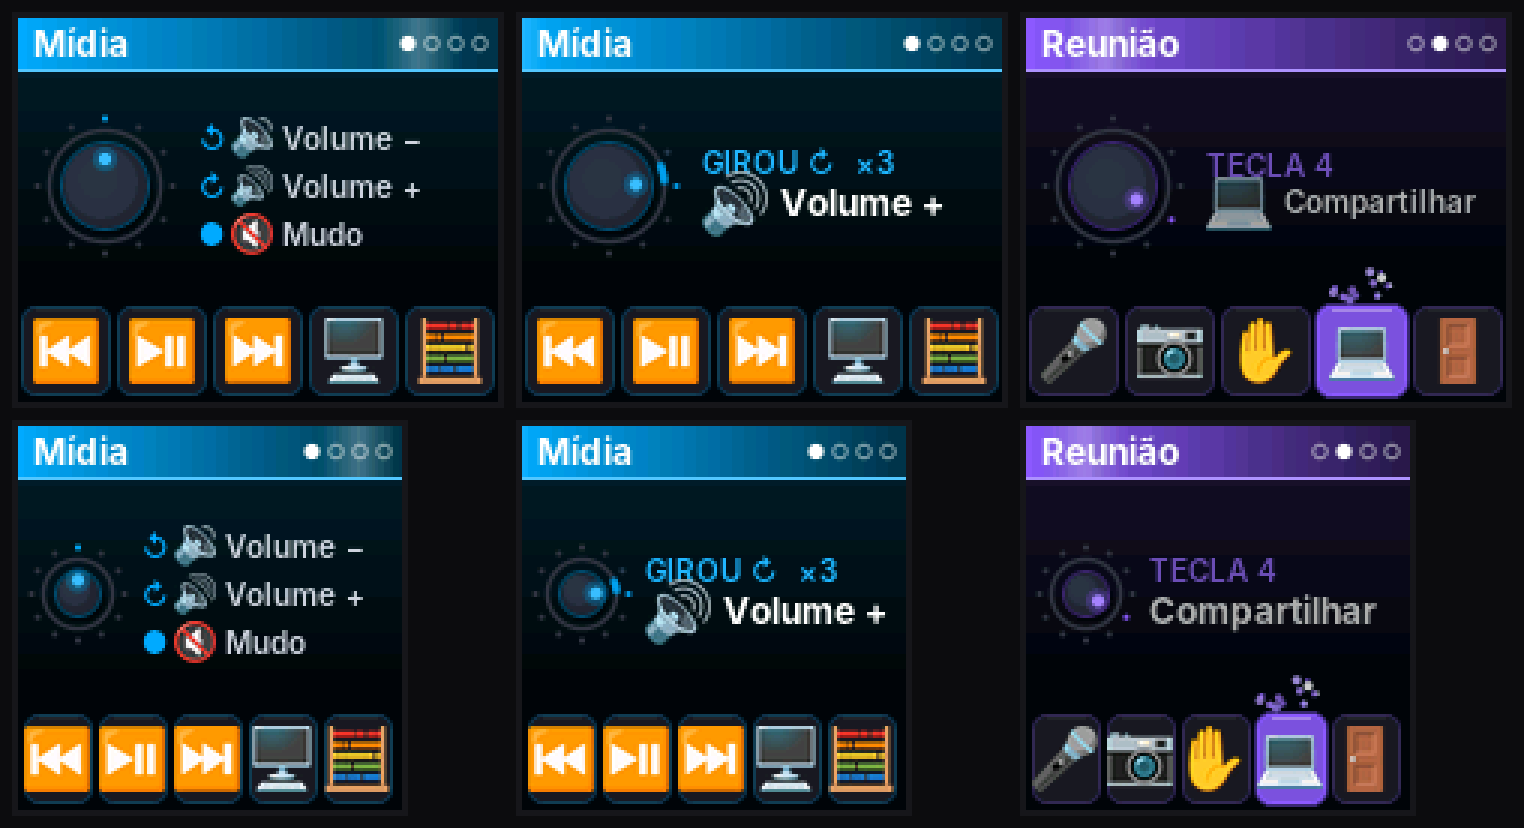 Mídia
Volume –
Volume +
Mudo
Mídia
GIROU ↻ ×3
Volume +
Reunião
TECLA 4
Compartilhar
Mídia
Volume –
Volume +
Mudo
Mídia
GIROU ↻ ×3
Volume +
Reunião
TECLA 4
Compartilhar